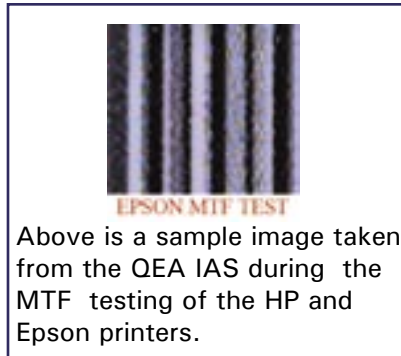 EPSON MTF TEST
Above is a sample image taken
from the QEA IAS during  the
MTF  testing of the HP and
Epson printers.